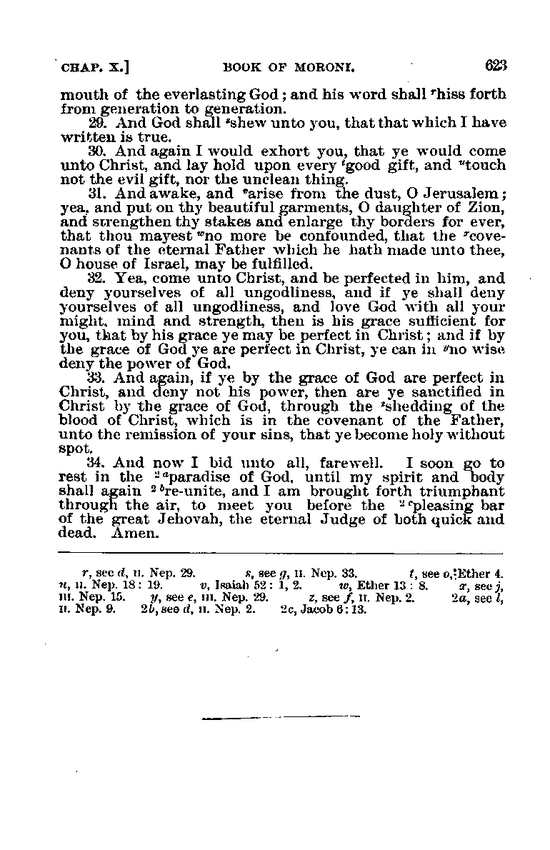 CHAP. X.] BOOK OF MORONI. 623
mouth of the everlasting God; and his word shall ʳhiss forth
from generation to generation.
29. And God shall ˢshew unto you, that that which I have
written is true.
30. And again I would exhort you, that ye would come
unto Christ, and lay hold upon every ᵗgood gift, and ᵘtouch
not the evil gift, nor the unclean thing.
31. And awake, and ᵛarise from the dust, O Jerusalem;
yea, and put on thy beautiful garments, O daughter of Zion,
and strengthen thy stakes and enlarge thy borders for ever,
that thou mayest ʷno more be confounded, that the ˣcove-
nants of the eternal Father which he hath made unto thee,
O house of Israel, may be fulfilled.
32. Yea, come unto Christ, and be perfected in him, and
deny yourselves of all ungodliness, and if ye shall deny
yourselves of all ungodliness, and love God with all your
might, mind and strength, then is his grace sufficient for
you, that by his grace ye may be perfect in Christ; and if by
the grace of God ye are perfect in Christ, ye can in ʸno wise
deny the power of God.
33. And again, if ye by the grace of God are perfect in
Christ, and deny not his power, then are ye sanctified in
Christ by the grace of God, through the ᶻshedding of the
blood of Christ, which is in the covenant of the Father,
unto the remission of your sins, that ye become holy without
spot.
34. And now I bid unto all, farewell. I soon go to
rest in the ²ᵃparadise of God, until my spirit and body
shall again ²ᵇre-unite, and I am brought forth triumphant
through the air, to meet you before the ²ᶜpleasing bar
of the great Jehovah, the eternal Judge of both quick and
dead. Amen.
r, see d, II. Nep. 29. s, see g, II. Nep. 33. t, see o, Ether 4.
u, II. Nep. 18:19. v, Isaiah 52:1, 2. w, Ether 13:8. x, see j,
III. Nep. 15. y, see e, III. Nep. 29. z, see f, II. Nep. 2. 2a, see l,
II. Nep. 9. 2b, see d, II. Nep. 2. 2c, Jacob 6:13.